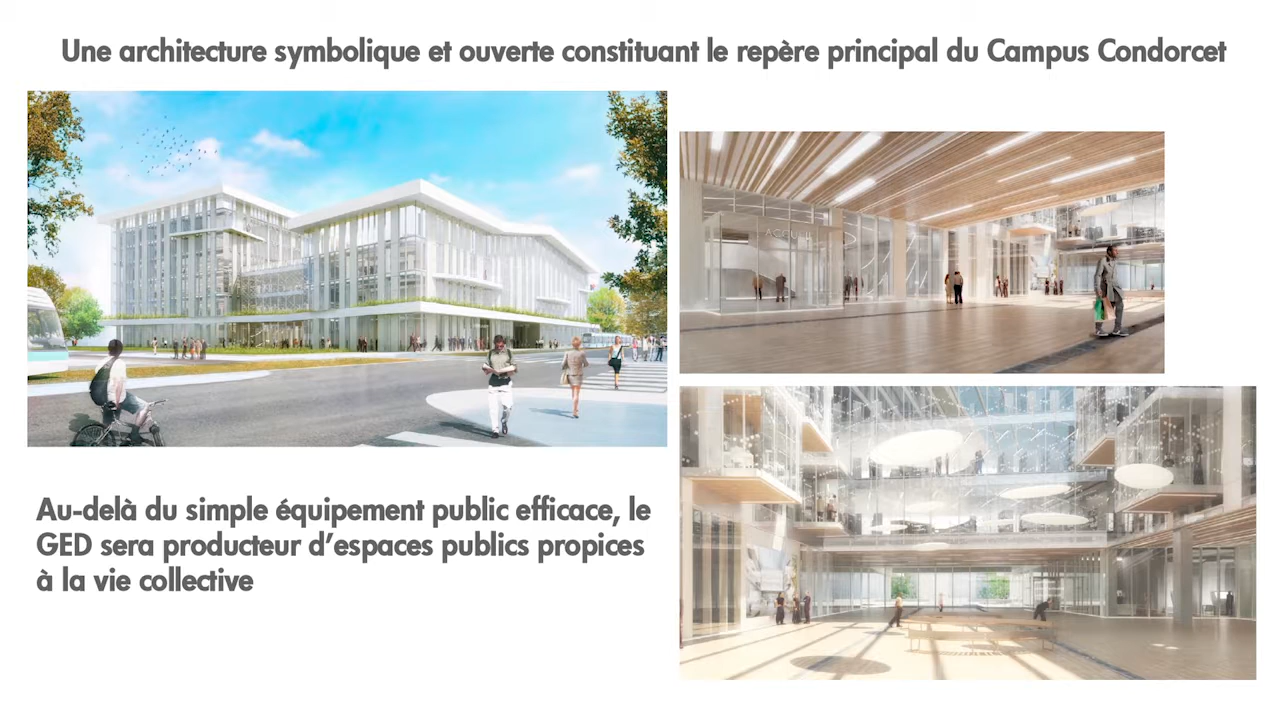 Une architecture symbolique et ouverte constituant le repère principal du Campus Condorcet
ACCUEIL
Au-delà du simple équipement public efficace, le
GED sera producteur d’espaces publics propices
à la vie collective